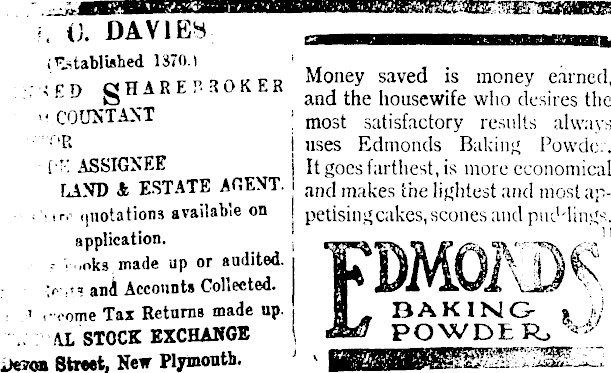 C. DAVIES
(Established 1870.)
SHAREBROKER
COUNTANT
ASSIGNEE
LAND & ESTATE AGENT.
quotations available on
application.
made up or audited.
and Accounts Collected.
Tax Returns made up.
STOCK EXCHANGE
Devon Street, New Plymouth.
Money saved is money earned,
and the housewife who desires the
most satisfactory results always
uses Edmonds Baking Powder.
It goes farthest, is more economical
and makes the lightest and most ap-
petising cakes, scones and puddings.
EDMONDS
BAKING
POWDER